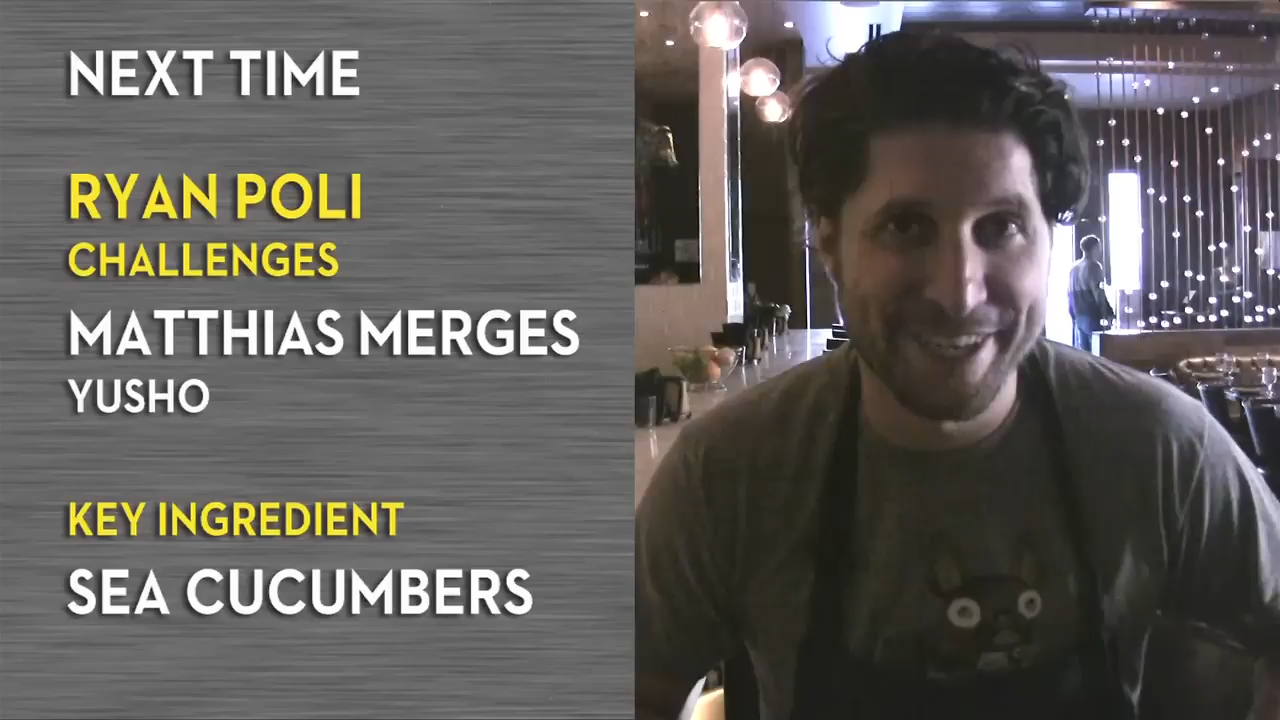 NEXT TIME
RYAN POLI
CHALLENGES
MATTHIAS MERGES
YUSHO
KEY INGREDIENT
SEA CUCUMBERS